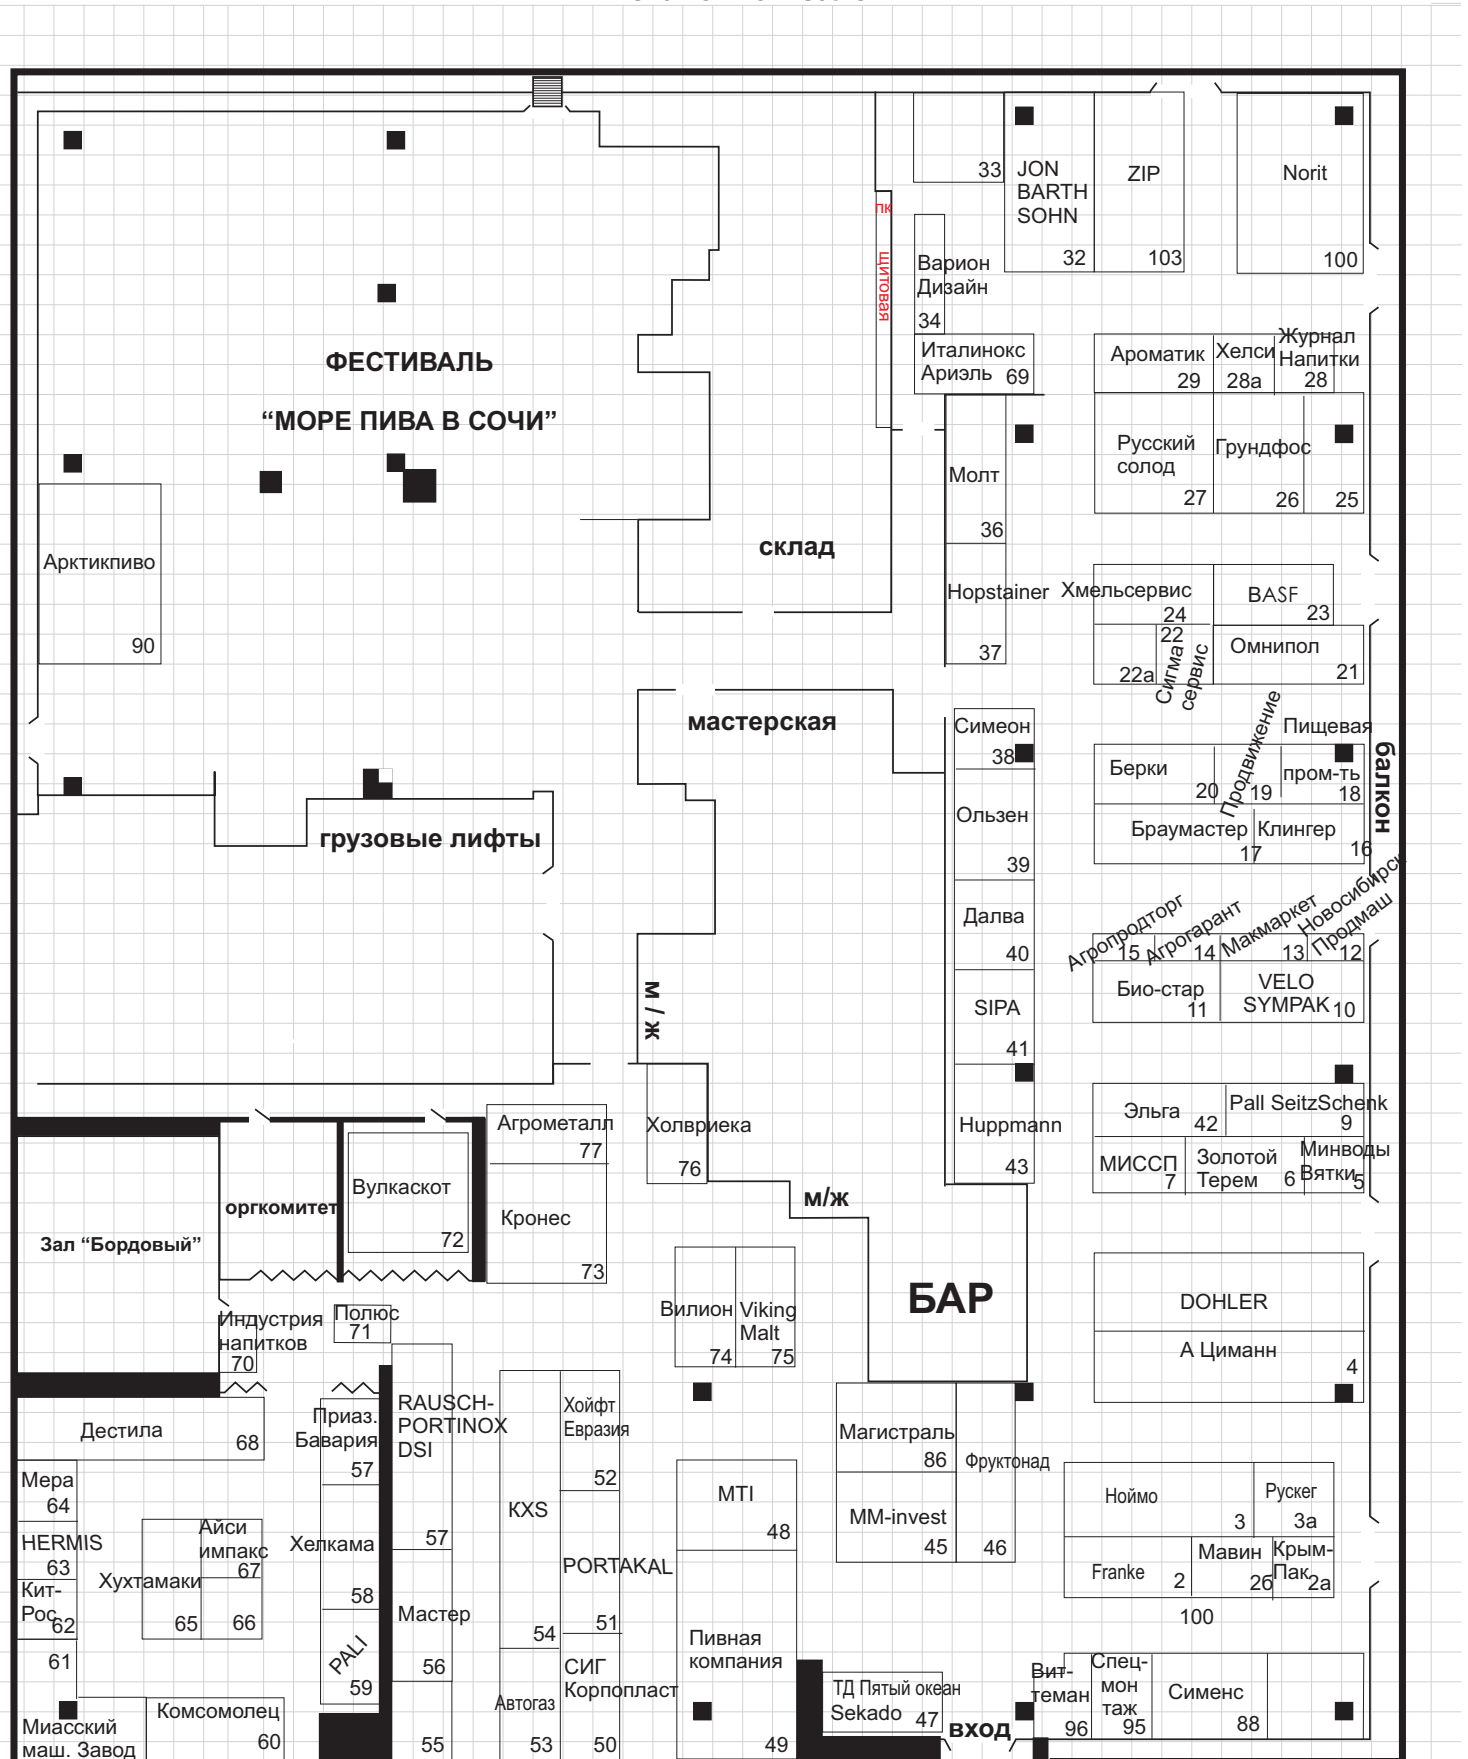 33
JON
BARTH
SOHN
32
ZIP
103
Norit
100
пк
щитовая
Варион
Дизайн
34
Италинокс
Ариэль 69
Ароматик
29
Хелси
28а
Журнал
Напитки
28
ФЕСТИВАЛЬ
“МОРЕ ПИВА В СОЧИ”
Русский
солод
27
Грундфос
26
25
Молт
36
склад
Арктикпиво
90
Hopstainer
37
Хмельсервис
24
BASF
23
22
Сигма
сервис
22а
Омнипол
21
мастерская
Симеон
38
Берки
20
Продвижение
19
Пищевая
пром-ть
18
балкон
Ользен
39
Браумастер
17
Клингер
16
грузовые лифты
Далва
40
Агропродторг
15
Агрогарант
14
Макмаркет
13
Новосибирск
Продмаш
12
Био-стар
11
VELO
SYMPAK 10
м / ж
SIPA
41
Эльга
42
Pall SeitzSchenk
9
Агрометалл
77
Холвриека
76
Huppmann
43
МИССП
7
Золотой
Терем
6
Минводы
Вятки
5
Вулкаскот
72
оргкомитет
Зал “Бордовый”
Кронес
73
м/ж
БАР
Вилион
74
Viking
Malt
75
DOHLER
А Циманн
4
Индустрия
напитков
70
Полюс
71
Дестила
68
Приаз.
Бавария
57
RAUSCH-
PORTINOX
DSI
57
Хойфт
Евразия
52
Магистраль
86
Фруктонад
46
Мера
64
MTI
48
Ноймо
3
Рускег
3а
KXS
54
MM-invest
45
HERMIS
63
Айси
импакс
67
Хелкама
58
PORTAKAL
51
Franke
2
Мавин
2б
Крым-
Пак
2а
Хухтамаки
65
66
Кит-
Рос
62
Мастер
56
100
61
PALI
59
Пивная
компания
49
СИГ
Корпопласт
50
Автогаз
53
ТД Пятый океан
Sekado 47
вход
Вит-
теман
96
Спец-
мон
таж
95
Сименс
88
Миасский
маш. Завод
Комсомолец
60
55